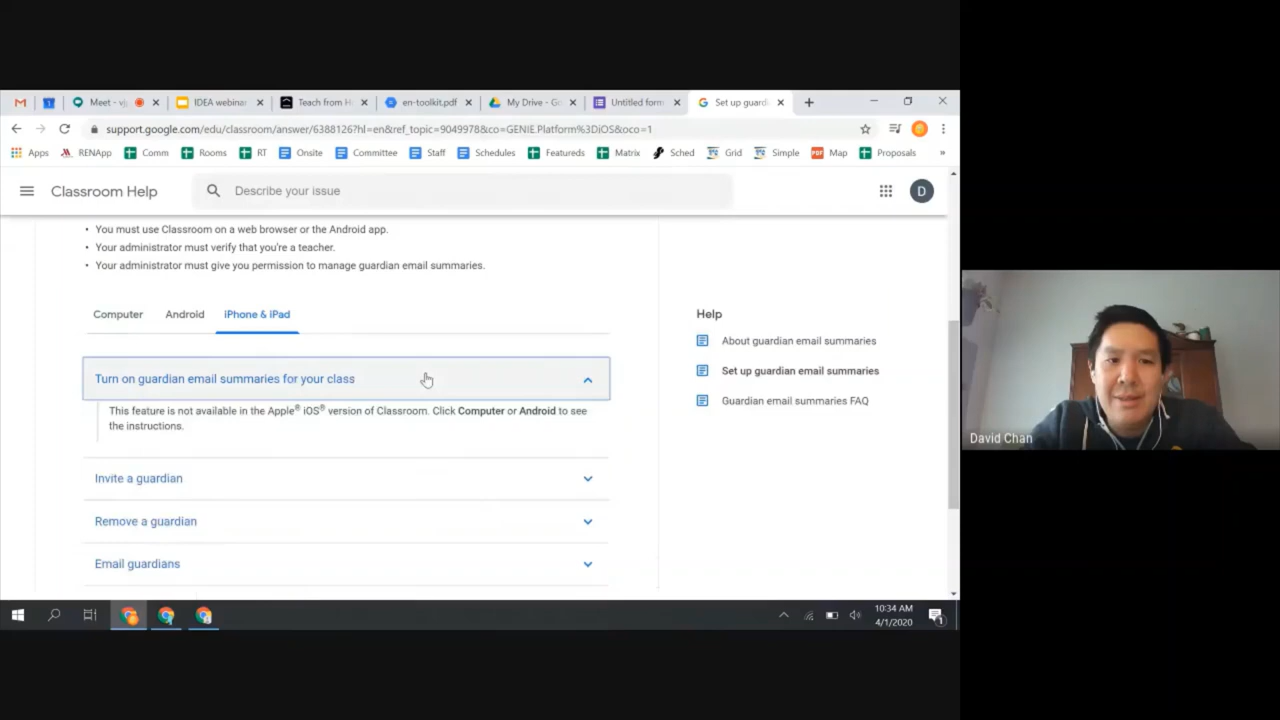 Meet - vj
IDEA webinar
Teach from H
en-toolkit.pdf
My Drive - Go
Untitled form
Set up guard
support.google.com/edu/classroom/answer/6388126?hl=en&ref_topic=9049978&co=GENIE.Platform%3DiOS&oco=1
Apps RENApp Comm Rooms RT Onsite Committee Staff Schedules Featureds Matrix Sched Grid Simple Map Proposals »
Classroom Help
Describe your issue
D
• You must use Classroom on a web browser or the Android app.
• Your administrator must verify that you're a teacher.
• Your administrator must give you permission to manage guardian email summaries.
Computer Android iPhone & iPad
Turn on guardian email summaries for your class
This feature is not available in the Apple® iOS® version of Classroom. Click Computer or Android to see
the instructions.
Invite a guardian
Remove a guardian
Email guardians
Help
About guardian email summaries
Set up guardian email summaries
Guardian email summaries FAQ
David Chan
10:34 AM
4/1/2020
1